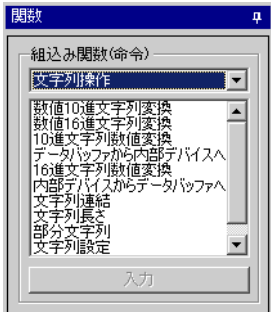 関数
組込み関数(命令)
文字列操作
数値10進文字列変換
数値16進文字列変換
10進文字列数値変換
データバッファから内部デバイスへ
16進文字列数値変換
内部デバイスからデータバッファへ
文字列連結
文字列長さ
部分文字列
文字列設定
入力